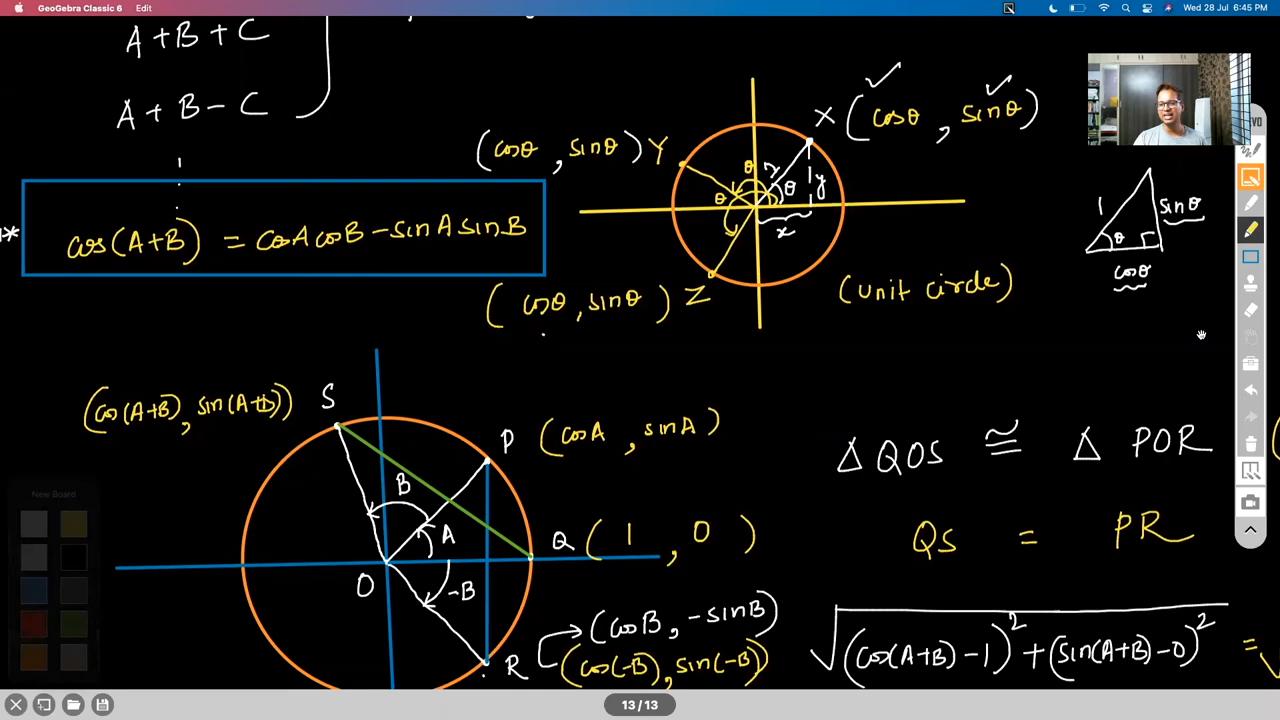 GeoGebra Classic 6 Edit
Wed 28 Jul 6:45 PM
A + B + C
A + B - C
cos(A+B) = cosA cosB - sinA sinB
*
(cosθ, sinθ) Y
X (cosθ, sinθ)
θ
θ
r
θ
y
x
(cosθ, sinθ) Z
(unit circle)
1
sinθ
θ
cosθ
(cos(A+B), sin(A+B))
S
P (cosA, sinA)
B
A
Q (1, 0)
O
-B
R
(cosB, -sinB)
(cos(-B), sin(-B))
Δ QOS ≅ Δ POR
QS = PR
√((cos(A+B) - 1)² + (sin(A+B) - 0)²) = √
New Board
13 / 13